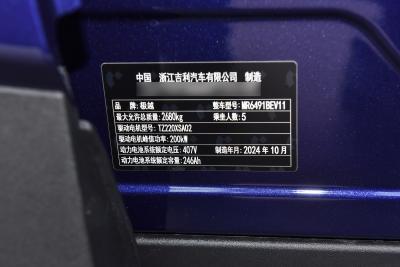 中国 浙江吉利汽车有限公司 制造
品 牌:极越 整车型号:MR6491BEV11
最大允许总质量:2680kg 乘坐人数:5
驱动电机型号:TZ220XSA02
驱动电机峰值功率:200kW
动力电池系统额定电压:407V 制造年月:2024年10月
动力电池系统额定容量:246Ah